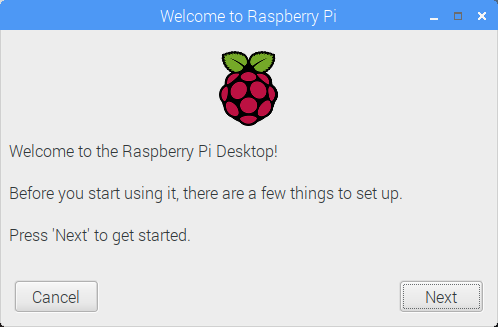 Welcome to Raspberry Pi
Welcome to the Raspberry Pi Desktop!
Before you start using it, there are a few things to set up.
Press 'Next' to get started.
Cancel
Next